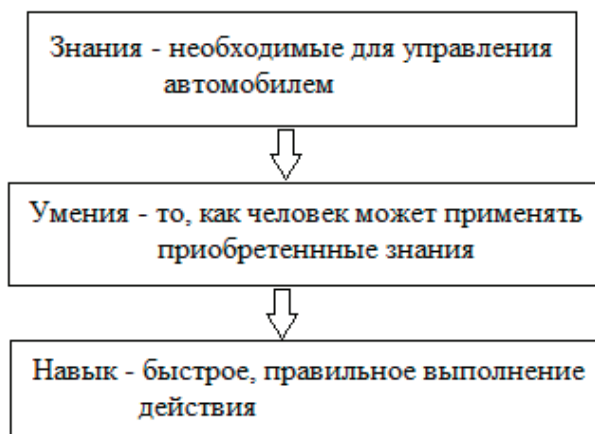 Знания - необходимые для управления
автомобилем
Умения - то, как человек может применять
приобретеннные знания
Навык - быстрое, правильное выполнение
действия